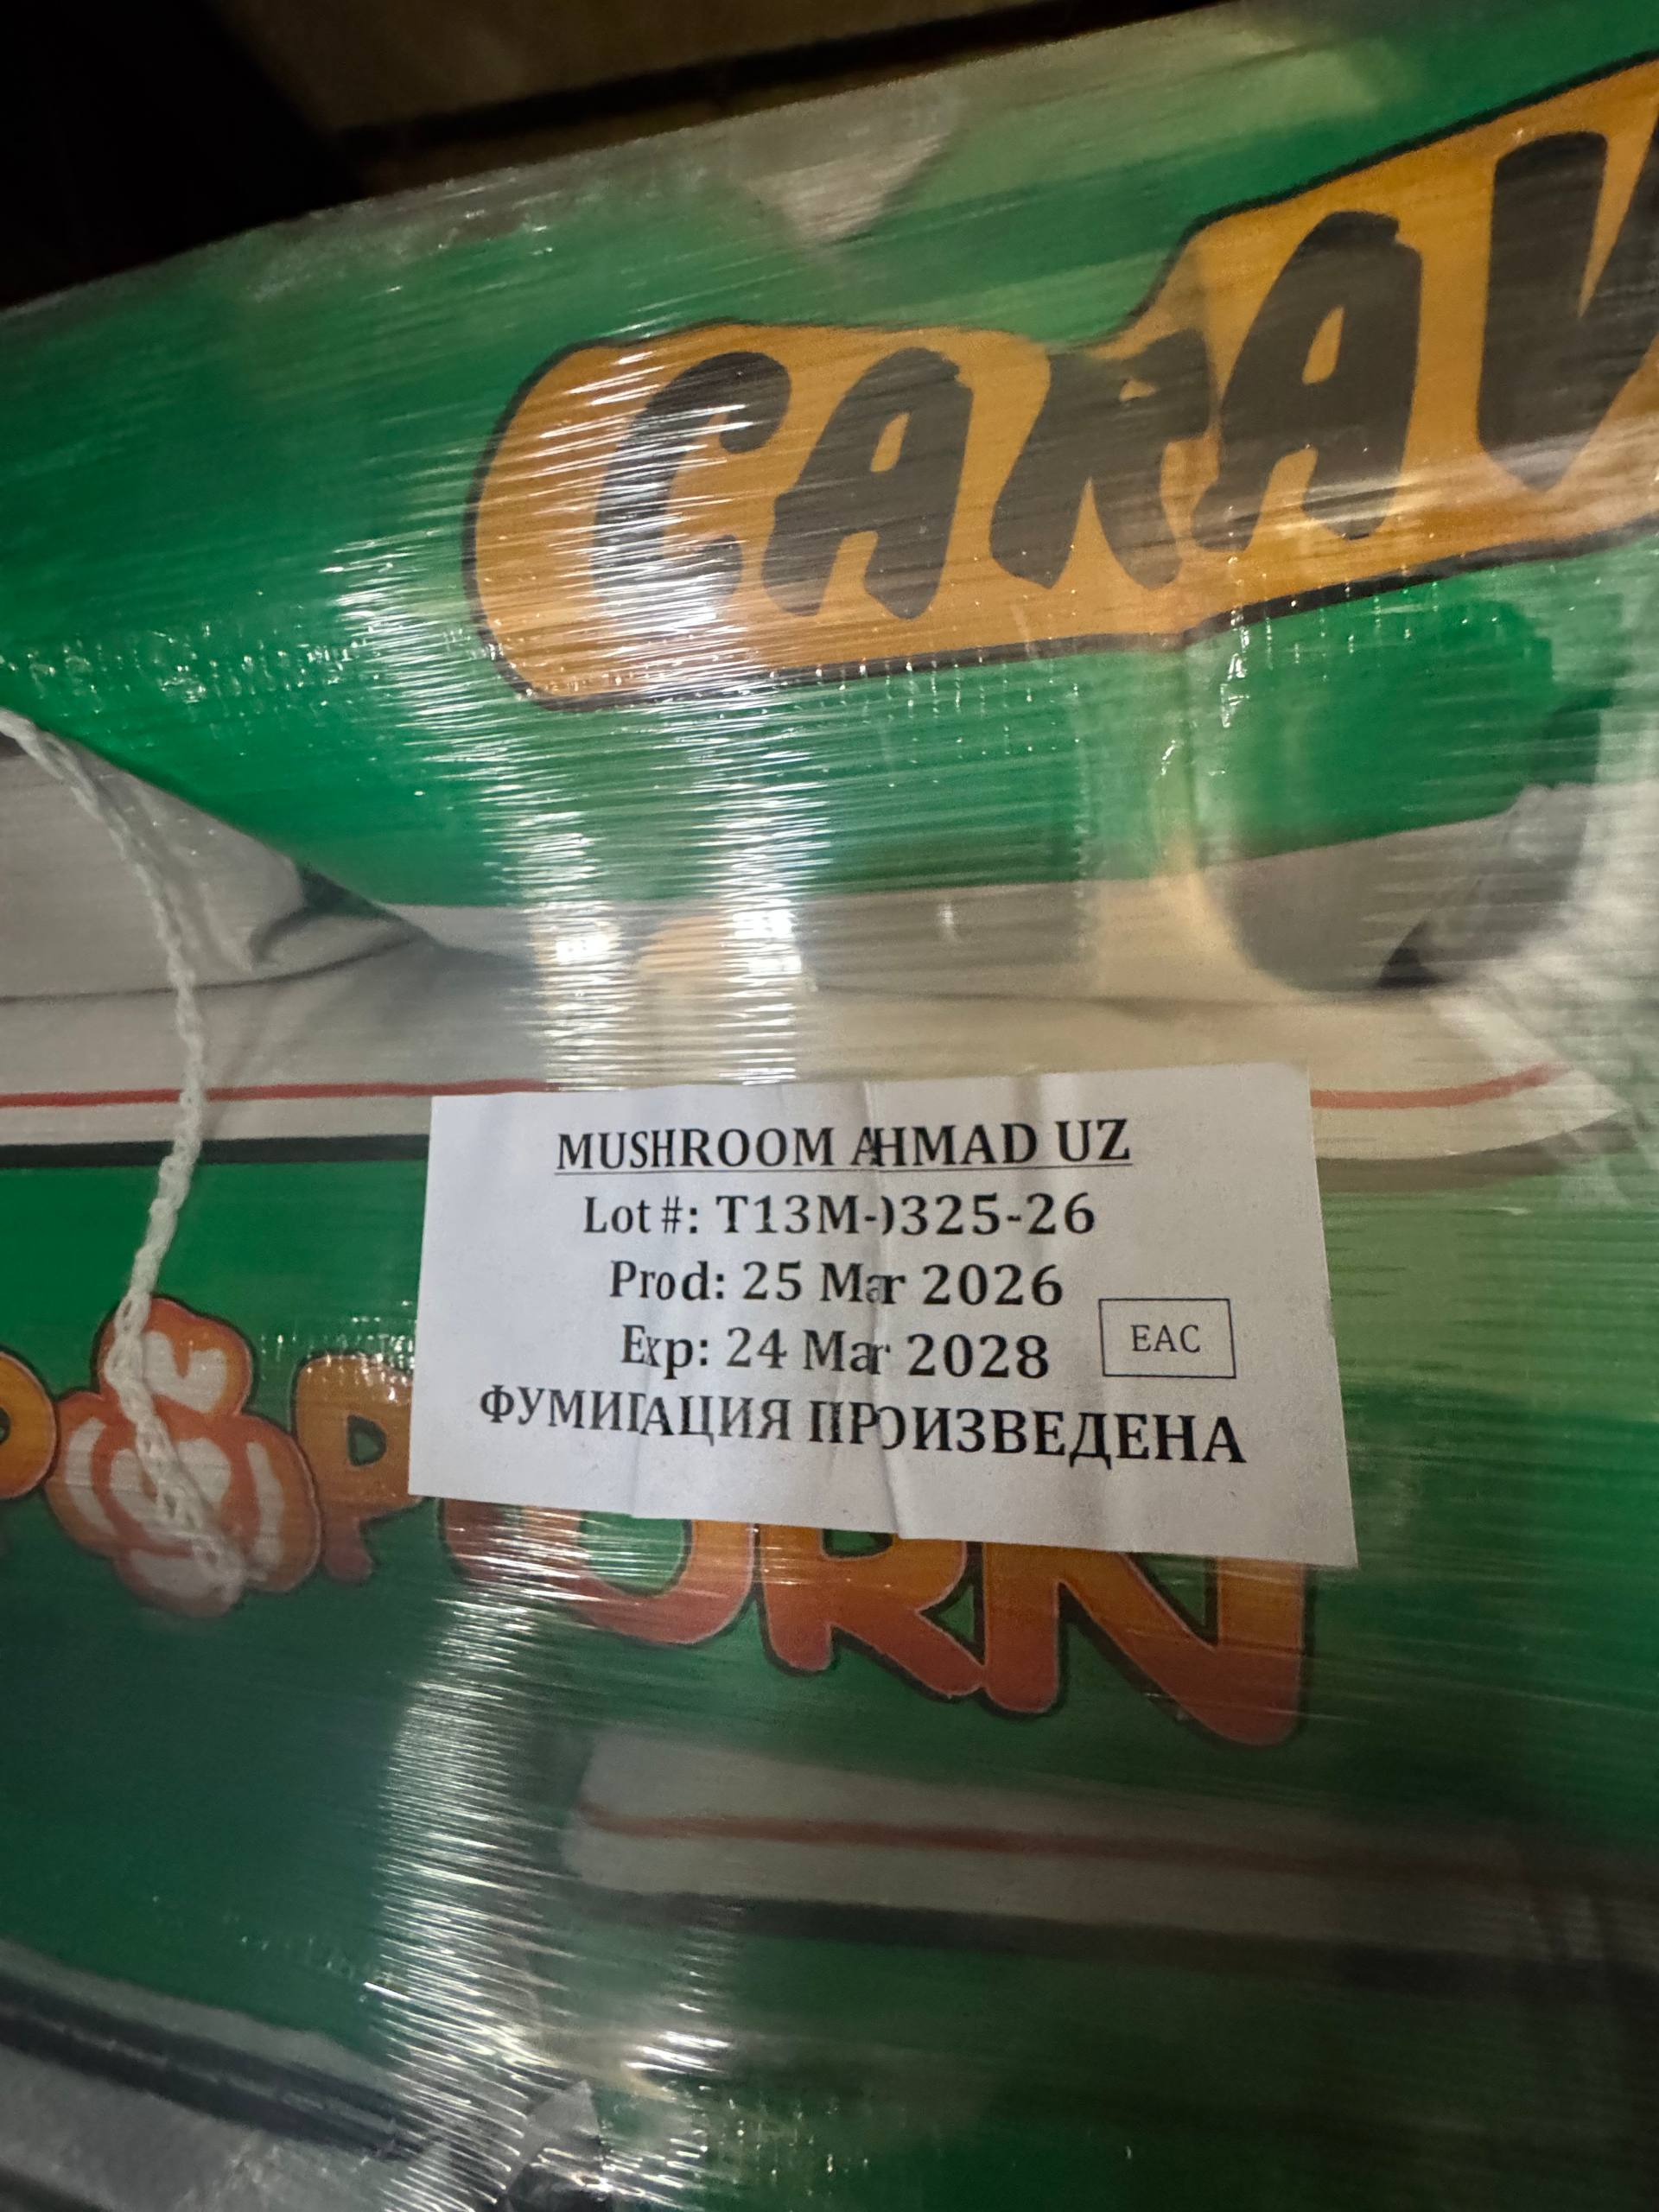 CARAV
MUSHROOM AHMAD UZ
Lot #: T13M-0325-26
Prod: 25 Mar 2026
Exp: 24 Mar 2028
EAC
ФУМИГАЦИЯ ПРОИЗВЕДЕНА
POPCORN